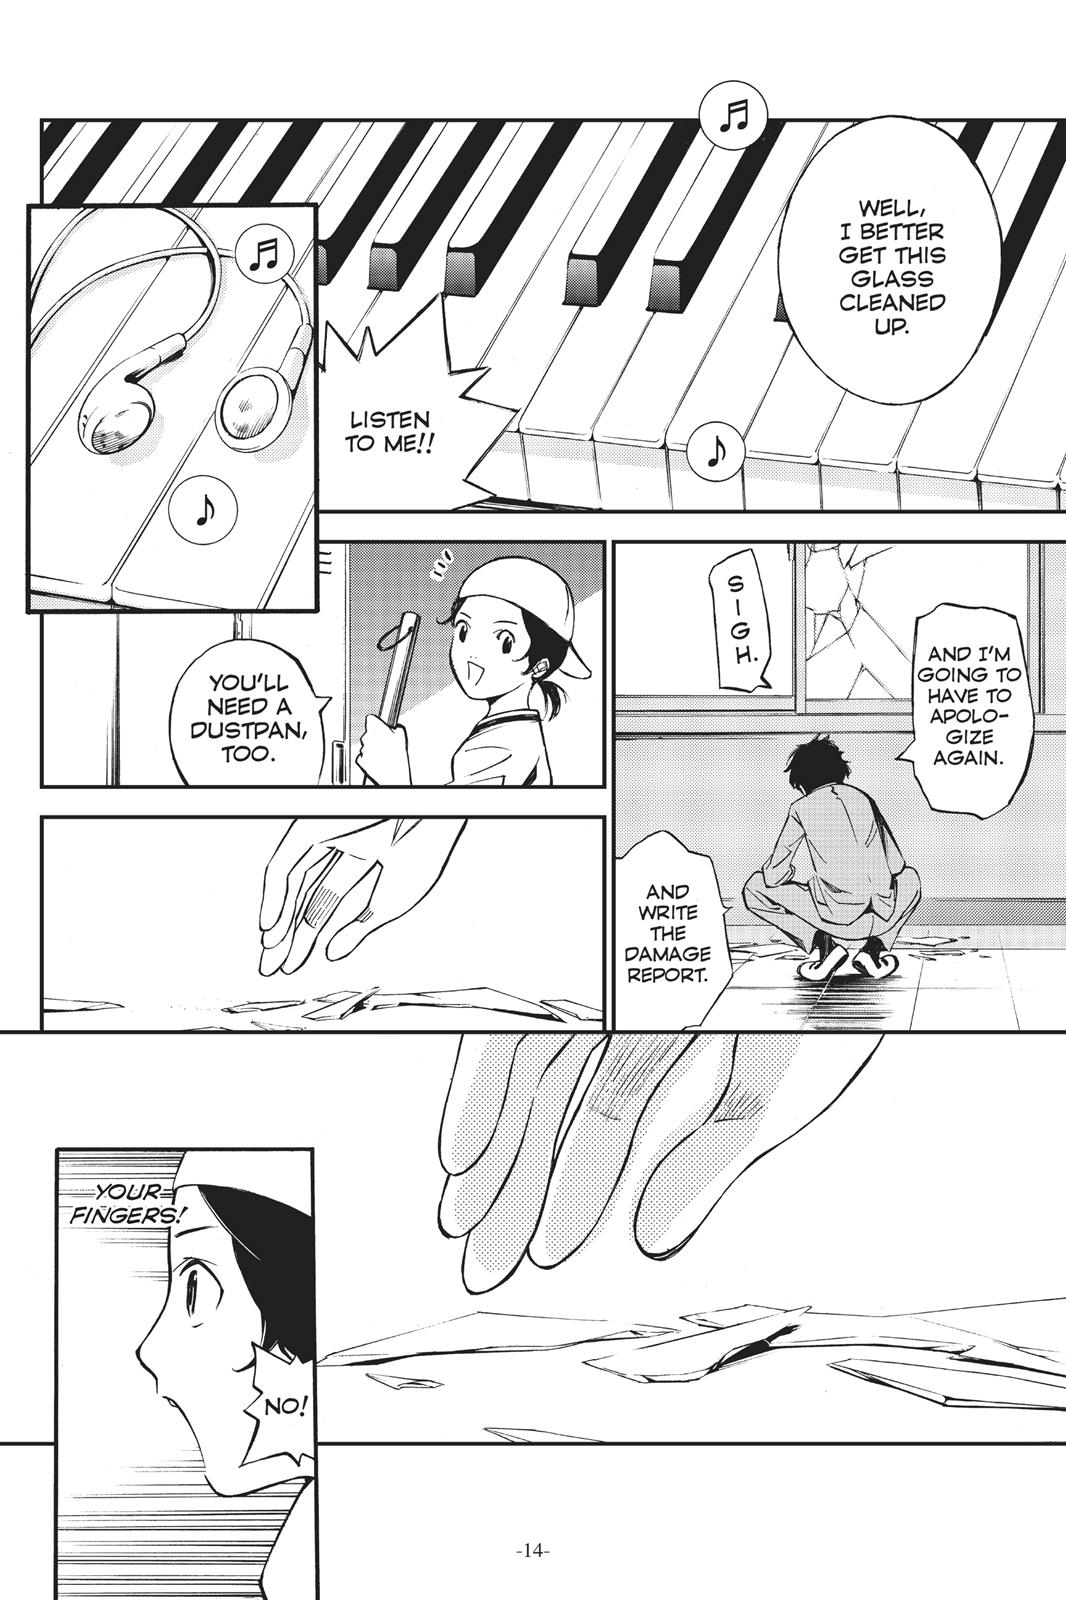 WELL,
I BETTER
GET THIS
GLASS
CLEANED
UP.
LISTEN
TO ME!!
YOU'LL
NEED A
DUSTPAN,
TOO.
SIGH.
AND I'M
GOING TO
HAVE TO
APOLO-
GIZE
AGAIN.
AND
WRITE
THE
DAMAGE
REPORT.
YOUR
FINGERS!
NO!
-14-